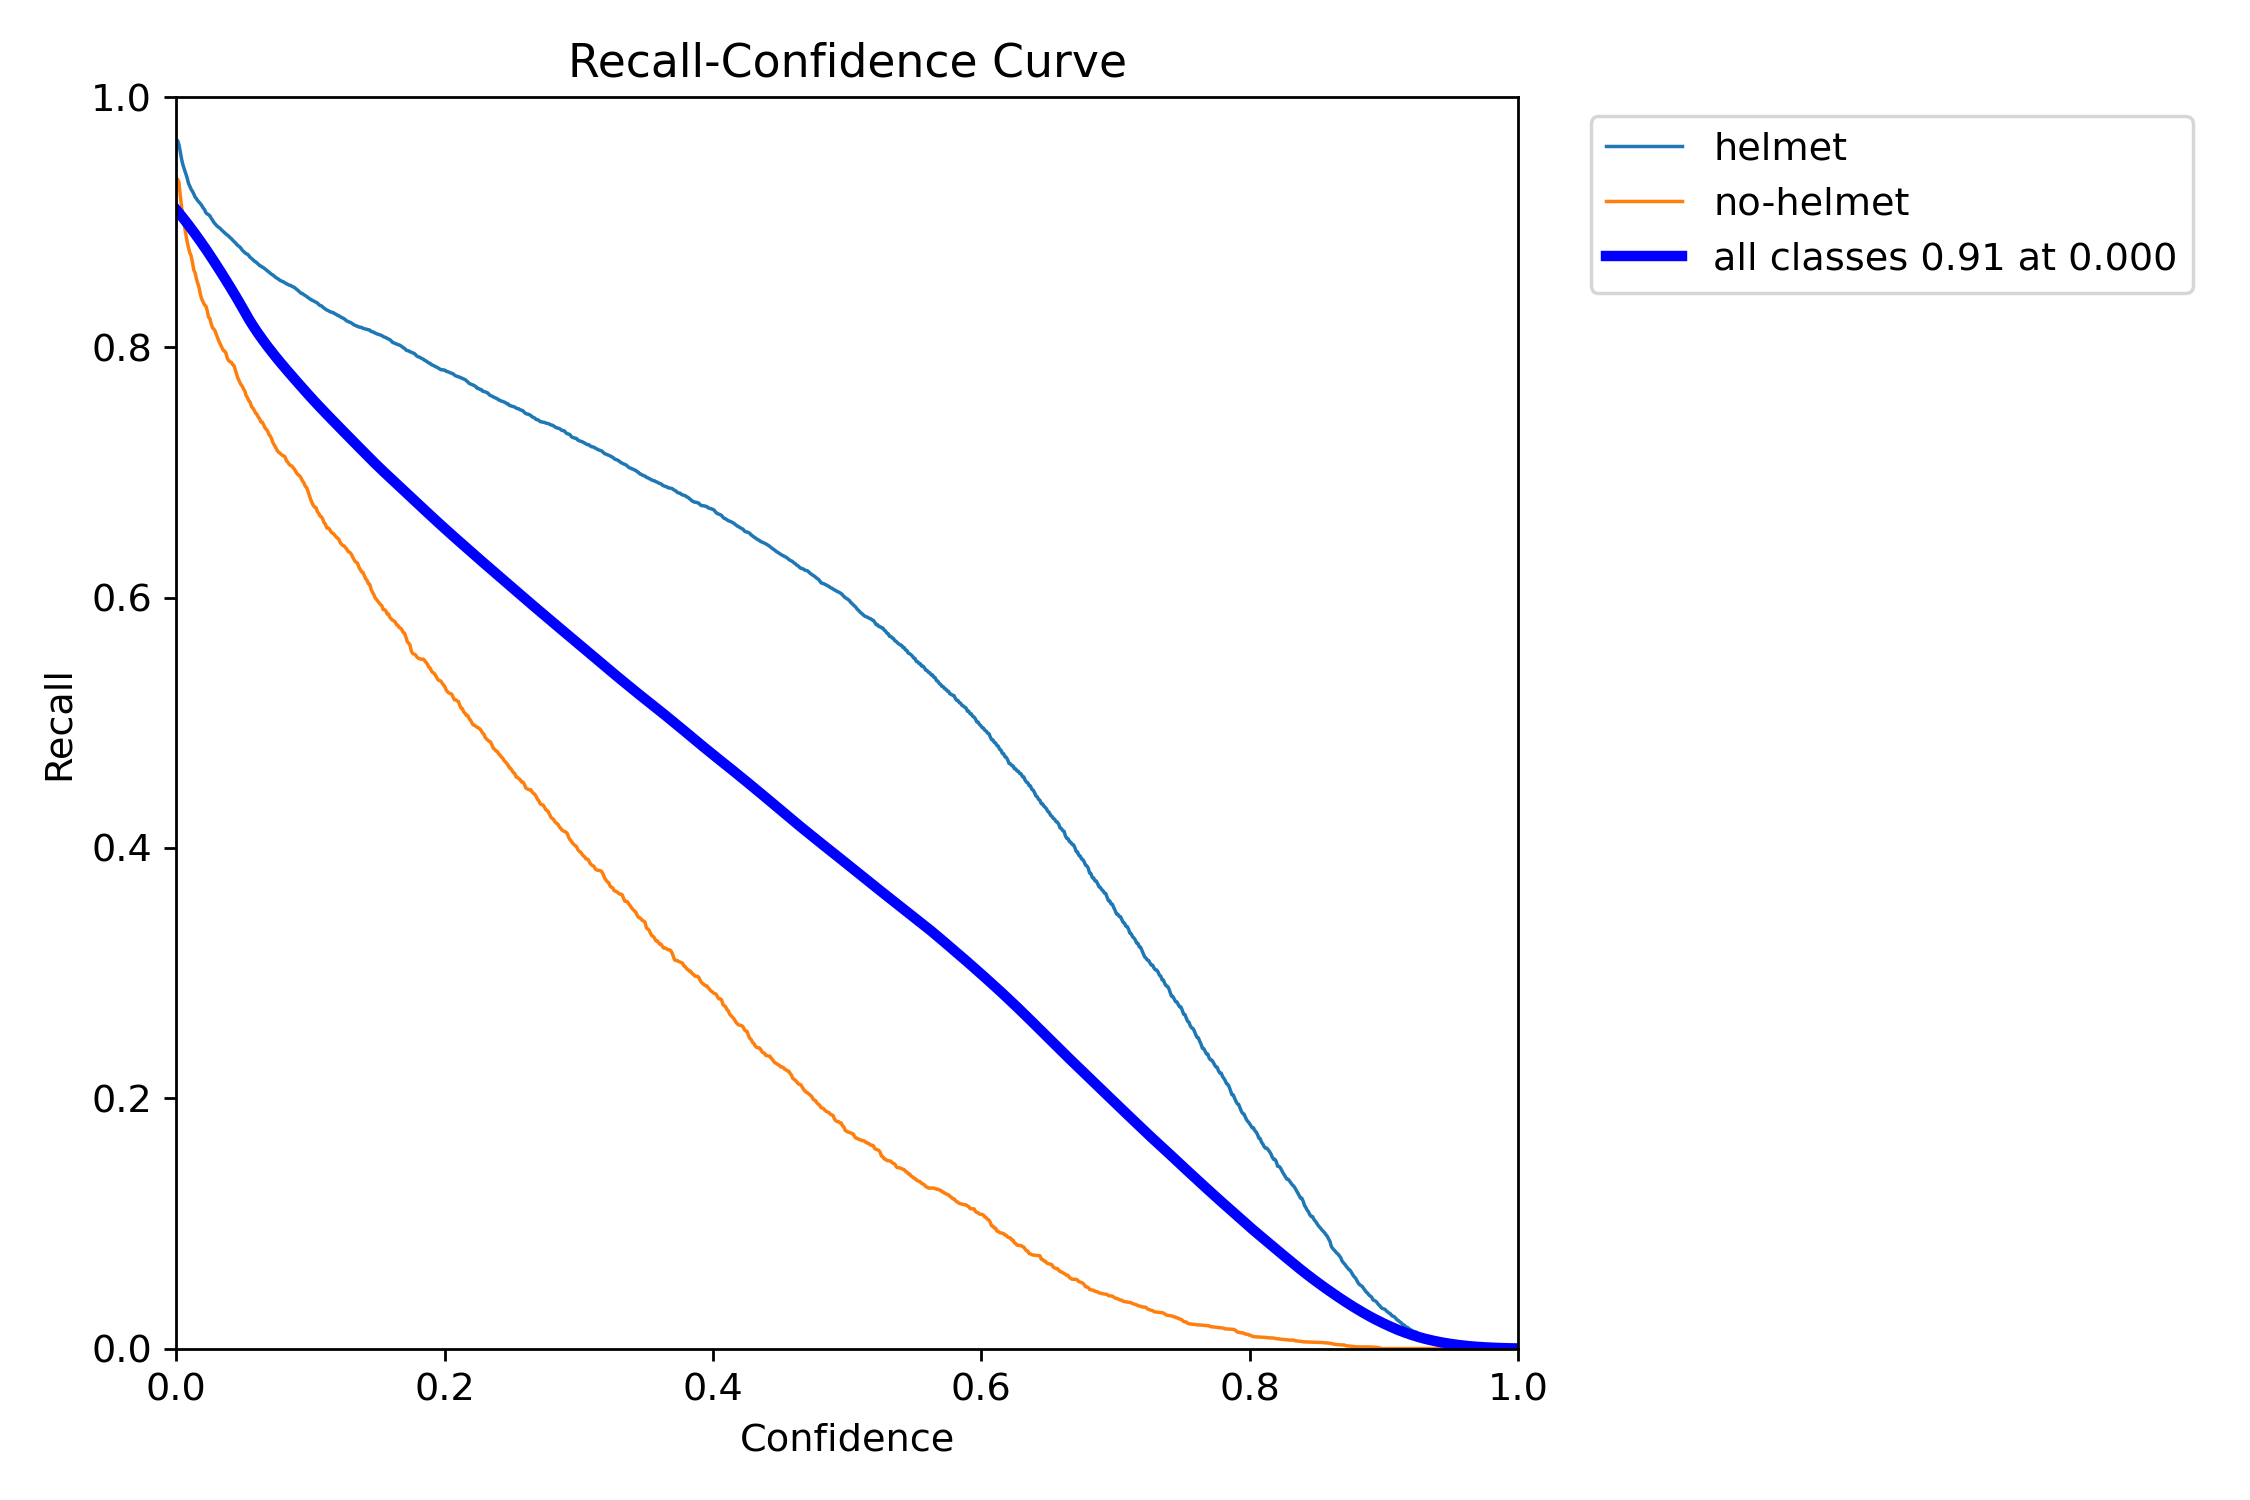 Recall-Confidence Curve
1.0
0.8
0.6
0.4
0.2
0.0
Recall
0.0 0.2 0.4 0.6 0.8 1.0
Confidence
helmet
no-helmet
all classes 0.91 at 0.000